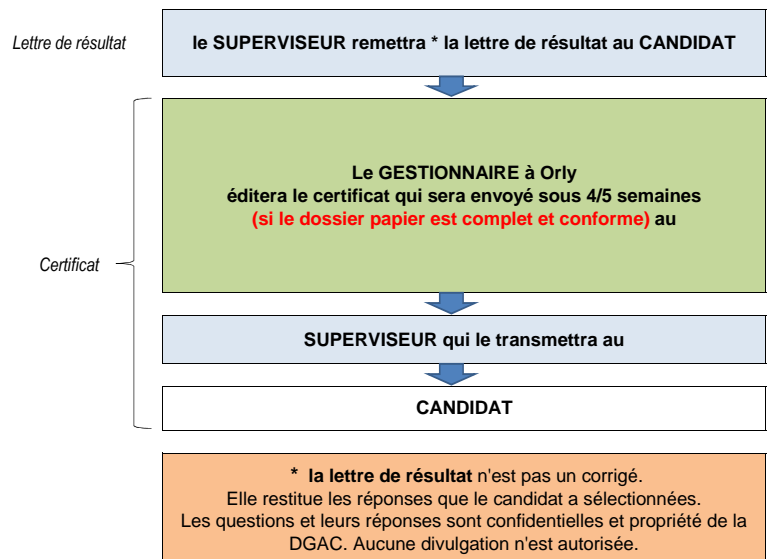 Lettre de résultat
le SUPERVISEUR remettra * la lettre de résultat au CANDIDAT
Le GESTIONNAIRE à Orly
éditera le certificat qui sera envoyé sous 4/5 semaines
(si le dossier papier est complet et conforme) au
Certificat
SUPERVISEUR qui le transmettra au
CANDIDAT
* la lettre de résultat n'est pas un corrigé.
Elle restitue les réponses que le candidat a sélectionnées.
Les questions et leurs réponses sont confidentielles et propriété de la
DGAC. Aucune divulgation n'est autorisée.